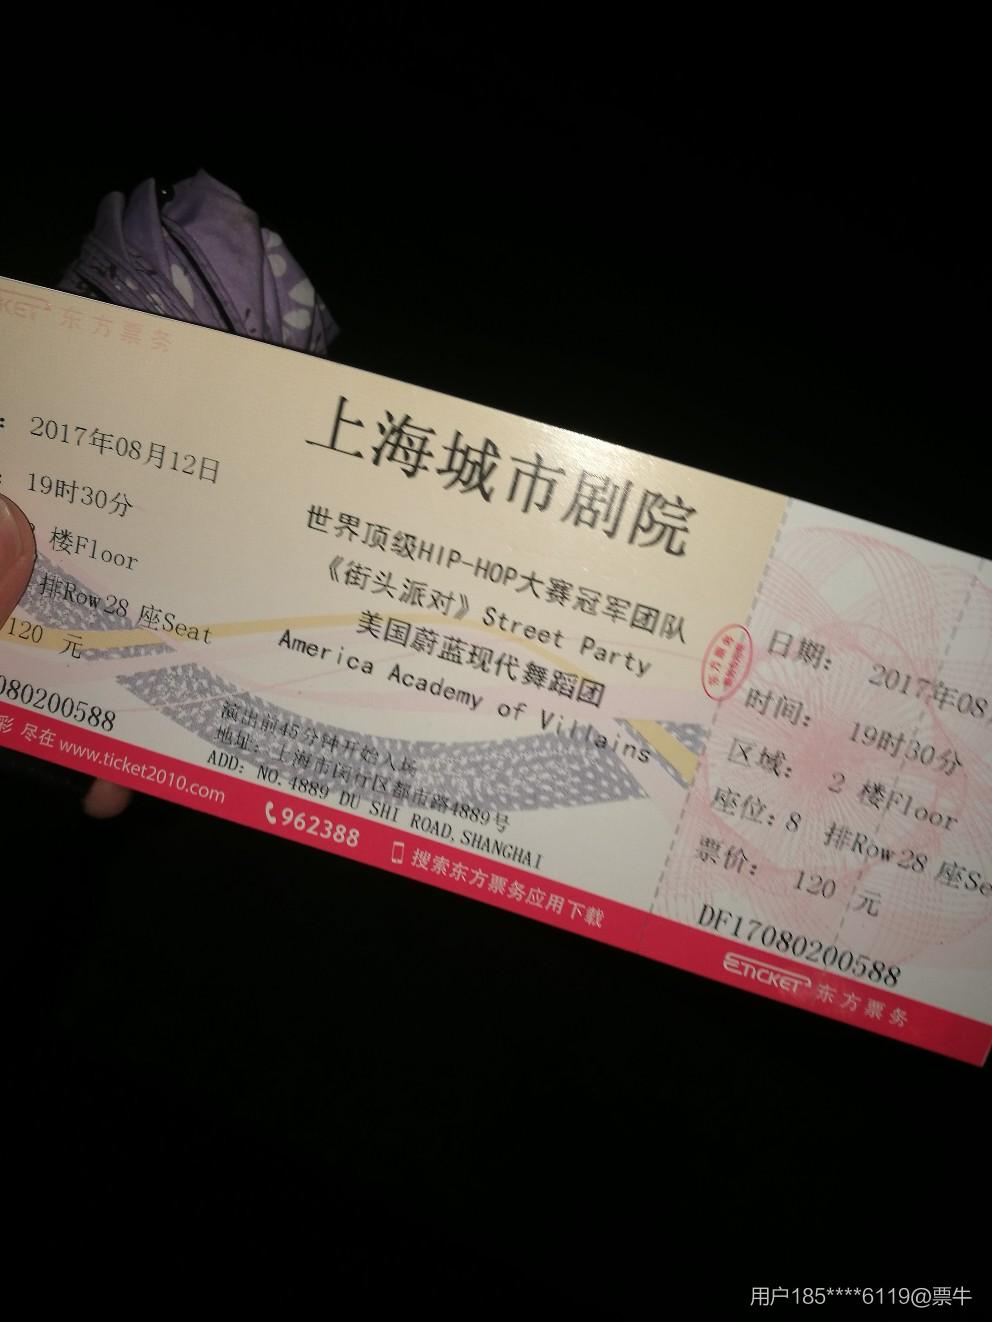 东方票务
2017年08月12日
19时30分
楼Floor
排Row 28 座Seat
120 元
080200588
上海城市剧院
世界顶级HIP-HOP大赛冠军团队
《街头派对》Street Party
美国蔚蓝现代舞蹈团
America Academy of Villains
演出前45分钟开始入场
地址：上海市闵行区都市路4889号
ADD: NO.4889 DU SHI ROAD,SHANGHAI
彩 尽在 www.ticket2010.com
962388
搜索东方票务应用下载
东方票务
日期： 2017年08
时间： 19时30分
区域： 2 楼Floor
座位：8 排Row 28 座Se
票价： 120 元
DF17080200588
ETICKET 东方票务
用户185****6119@票牛